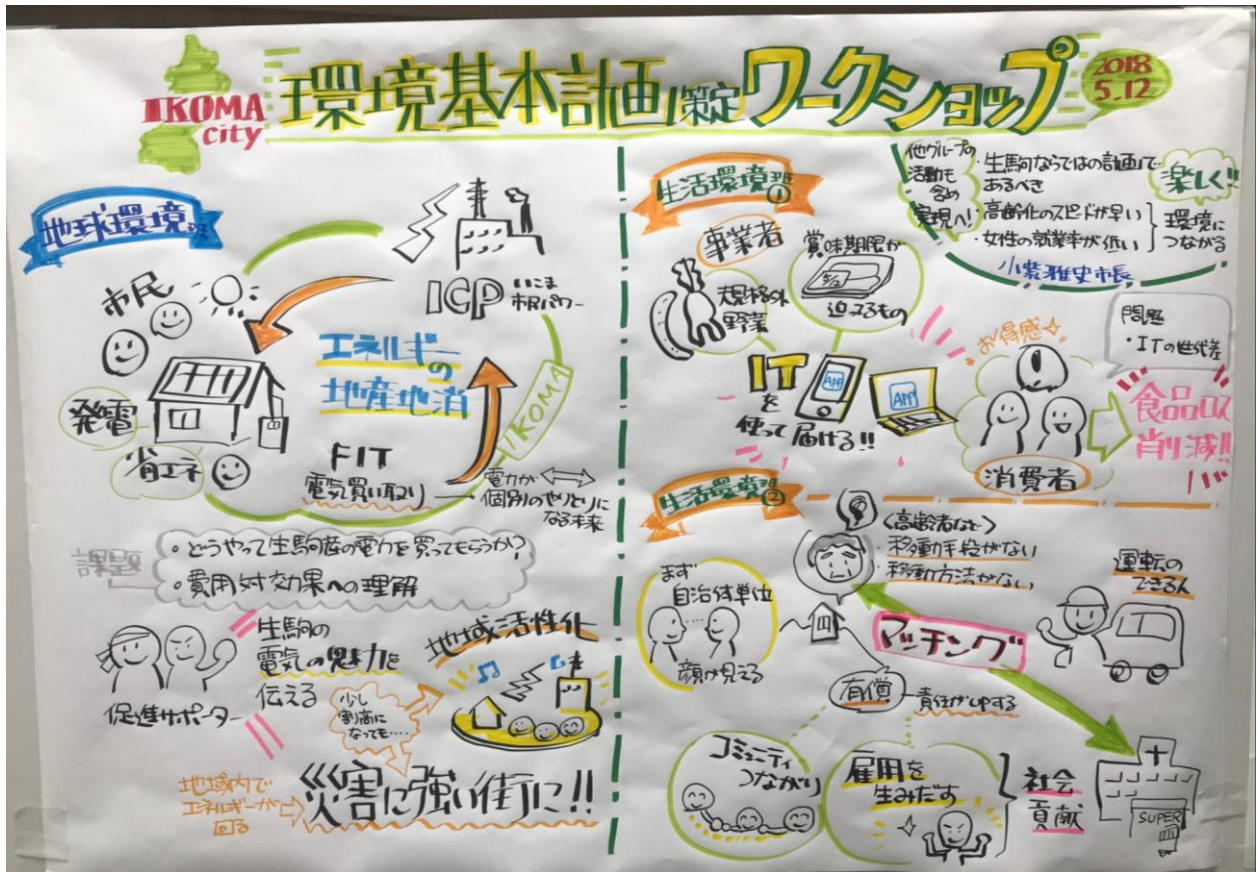 IKOMA
city
環境基本計画策定ワークショップ
2018
5.12
地球環境班
市民
発電
省エネ
ICP いこま
市民パワー
エネルギー
の
地産地消
IKOMA
FIT
電気買い取り
電力が
個別のやりとりに
なる未来
課題
・どうやって生駒産の電力を買ってもらうか?
・費用対効果への理解
促進サポーター
生駒の
電気の魅力を
伝える
少し
割高に
なっても‥‥
地域活性化
地域内で
エネルギーが
回る
災害に強い街に!!
生活環境班
①
事業者
規格外
野菜
賞味期限が
5/12
迫ってるもの
ITを
使って届ける!!
APP
APP
お得感
消費者
問題
・ITの世代差
食品ロス
削減!!
他グループの
活動も
含め
実現へ!
・生駒ならではの計画で
あるべき
・高齢化のスピードが早い
・女性の就業率が低い
環境に
つながる
楽しく!!
小紫雅史市長
生活環境班
②
まず
自治体単位
顔が見える
〈高齢者など〉
・移動手段がない
・移動方法がない
運転の
できる人
マッチング
有償
責任がUPする
コミュニティ
つながり
雇用を
生みだす
社会
貢献
SUPER